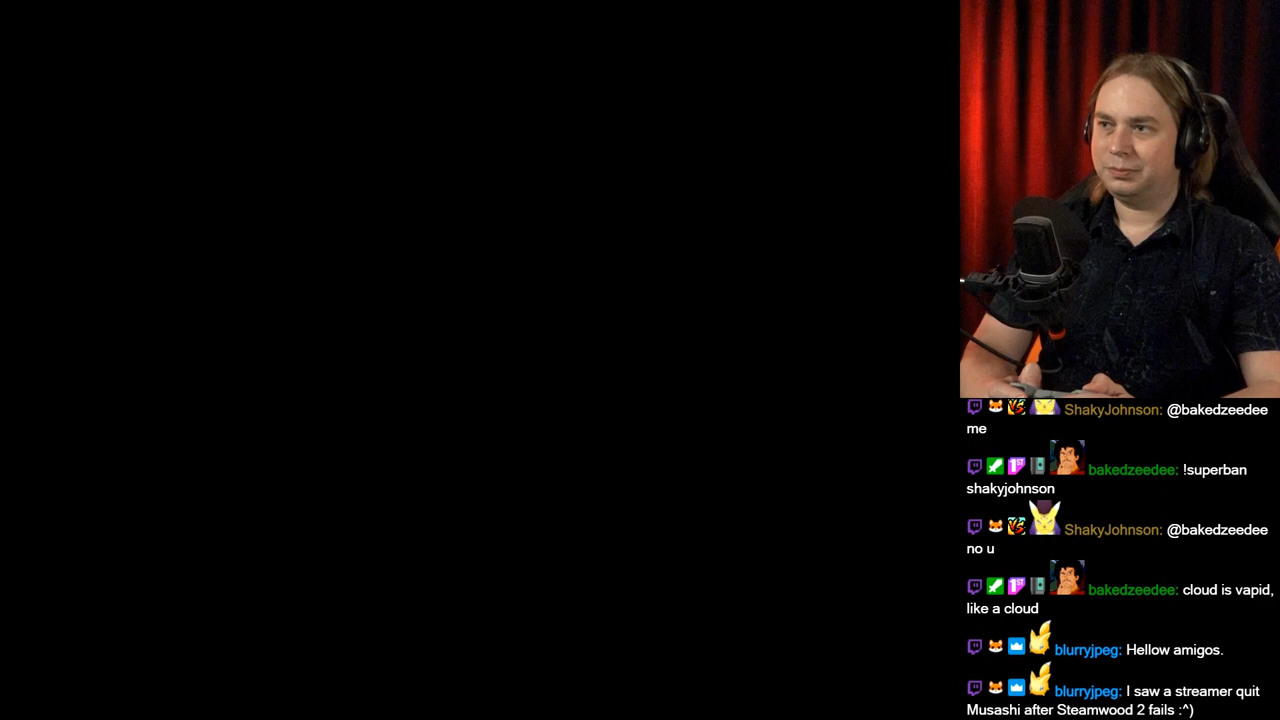 ShakyJohnson: @bakedzeedee
me
bakedzeedee: !superban
shakyjohnson
ShakyJohnson: @bakedzeedee
no u
bakedzeedee: cloud is vapid,
like a cloud
blurryjpeg: Hellow amigos.
blurryjpeg: I saw a streamer quit
Musashi after Steamwood 2 fails :^)